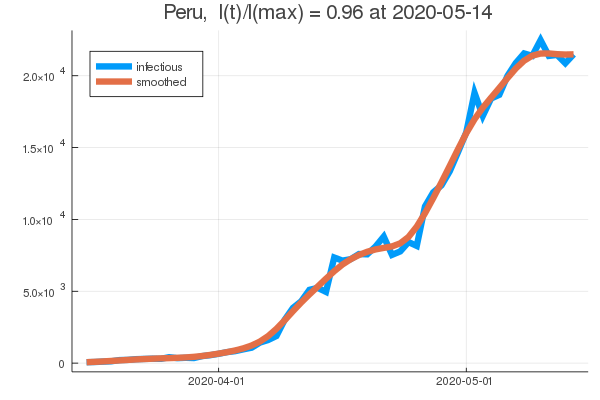 Peru, I(t)/I(max) = 0.96 at 2020-05-14
infectious
smoothed
2.0×10 4
1.5×10 4
1.0×10 4
5.0×10 3
0
2020-04-01 2020-05-01